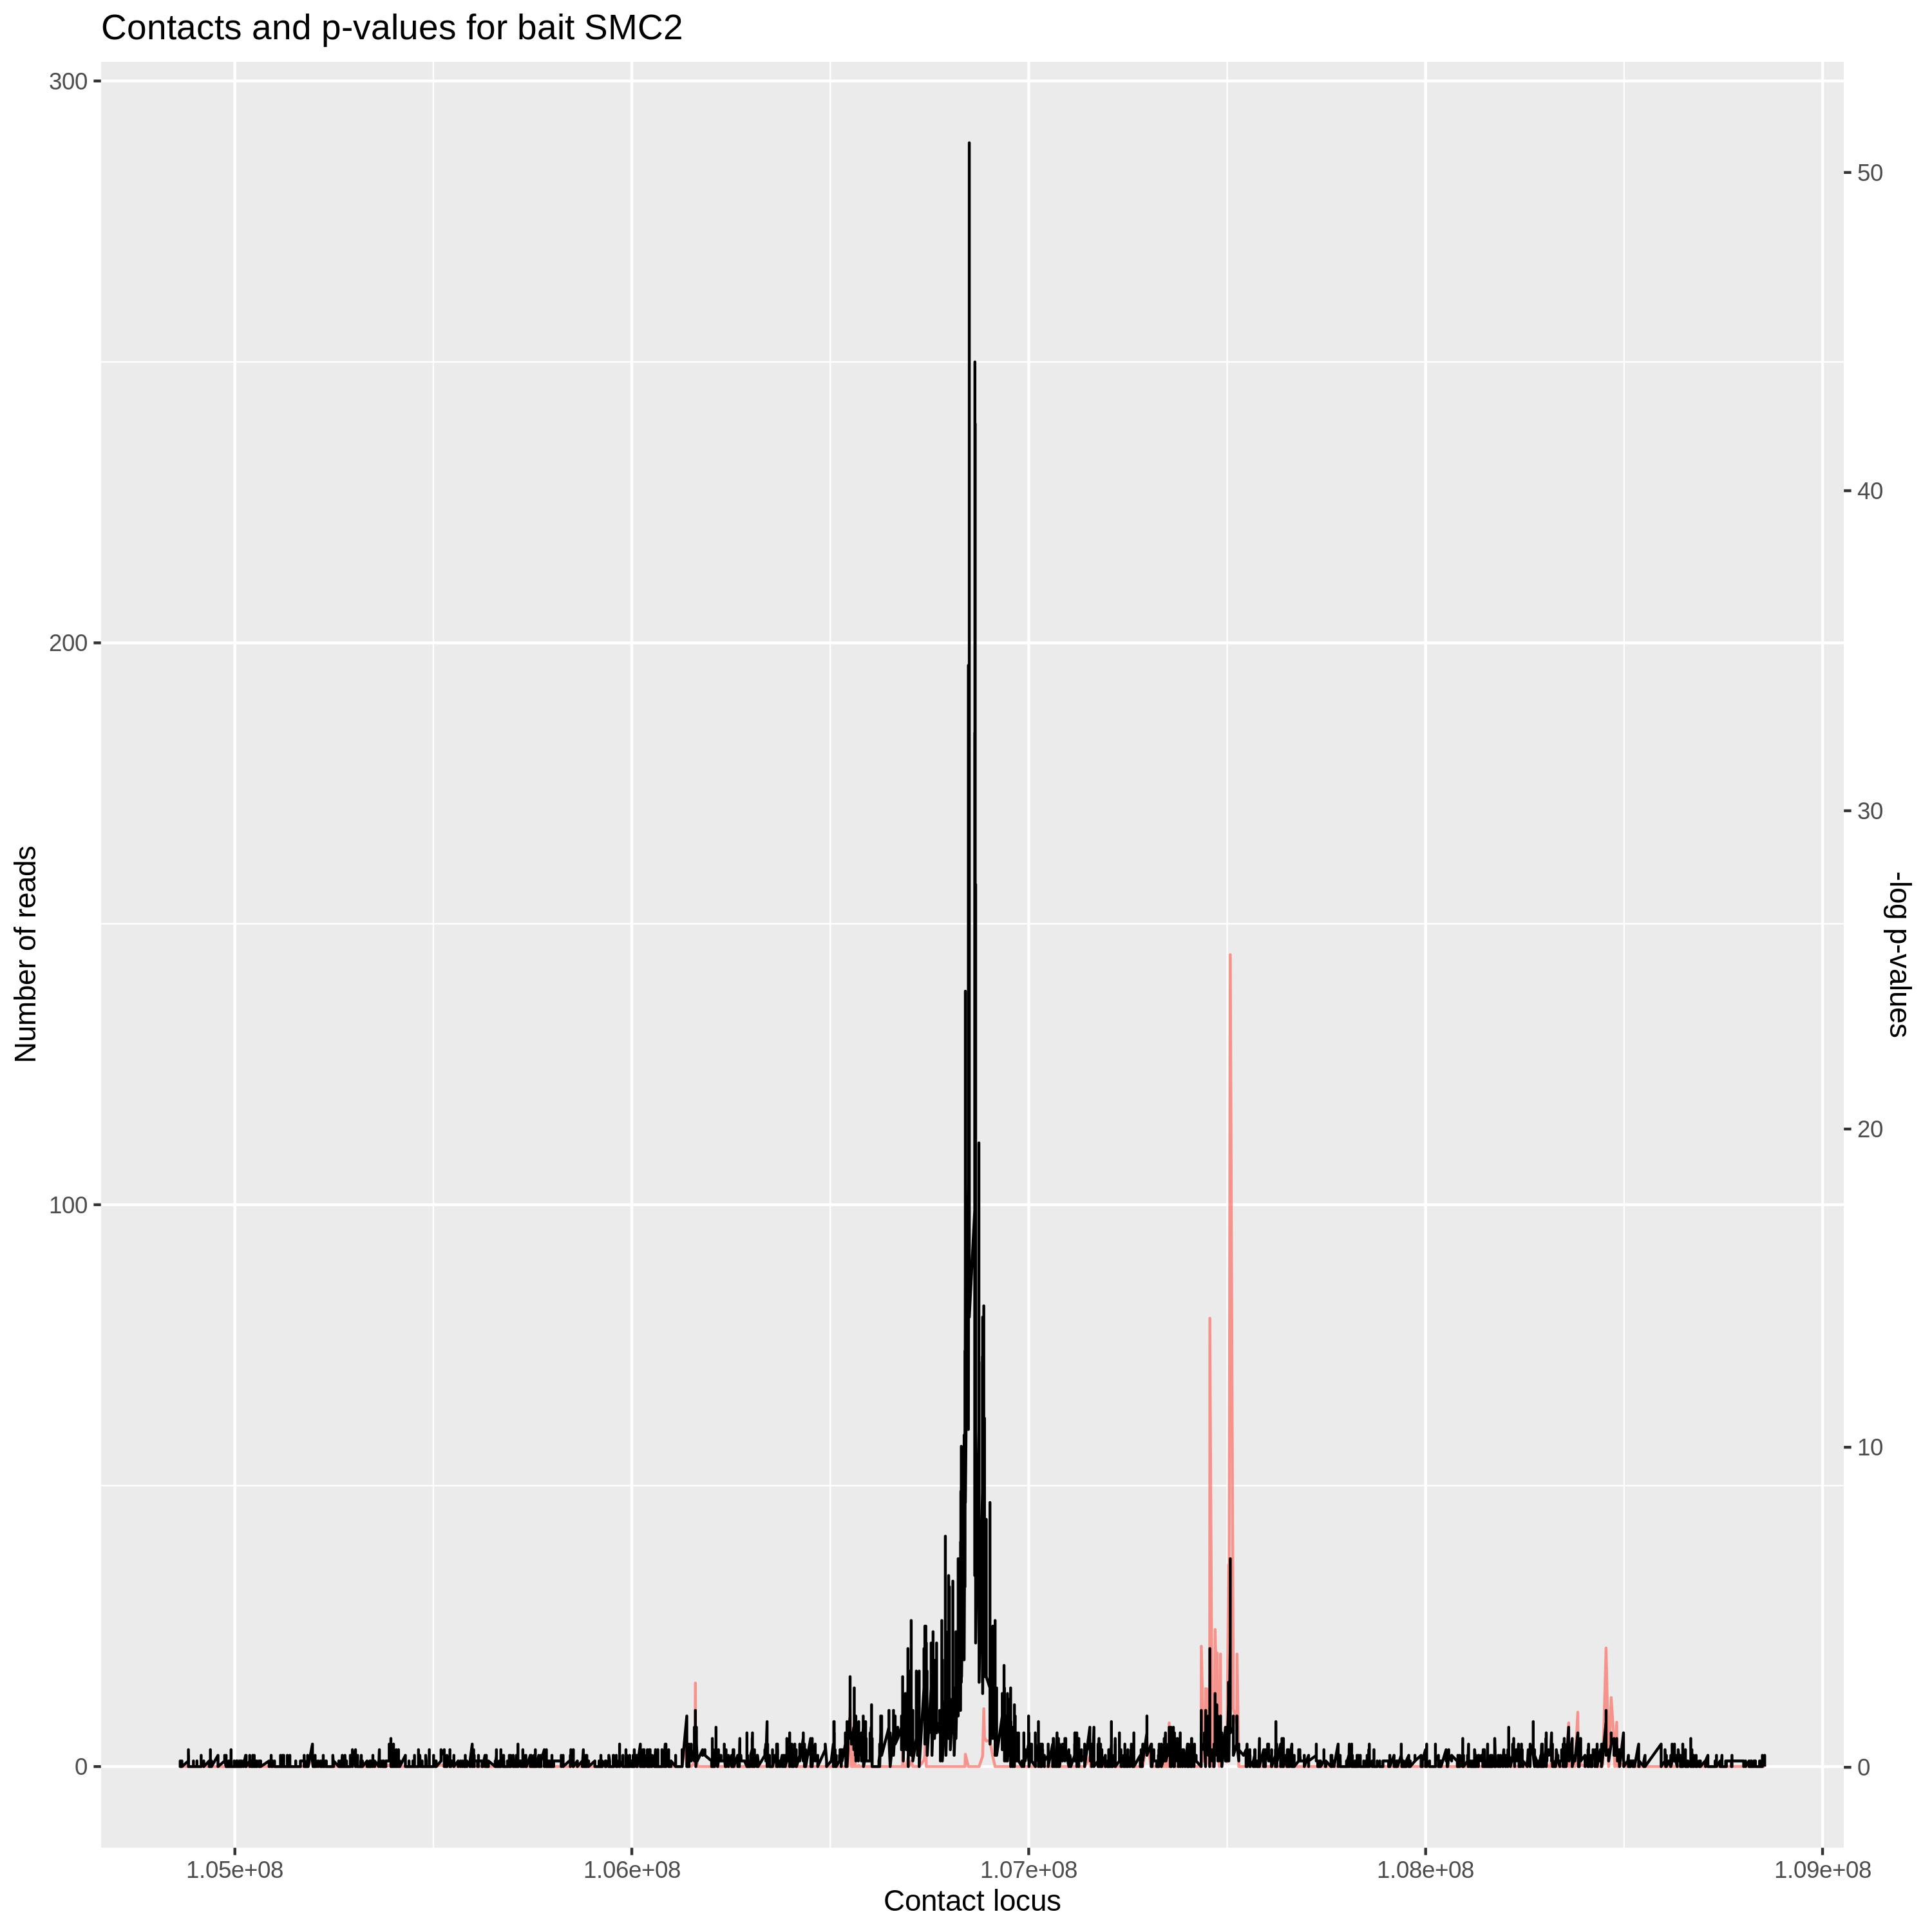 Contacts and p-values for bait SMC2
300
200
100
0
Number of reads
50
40
30
20
10
0
-log p-values
1.05e+08
1.06e+08
1.07e+08
1.08e+08
1.09e+08
Contact locus